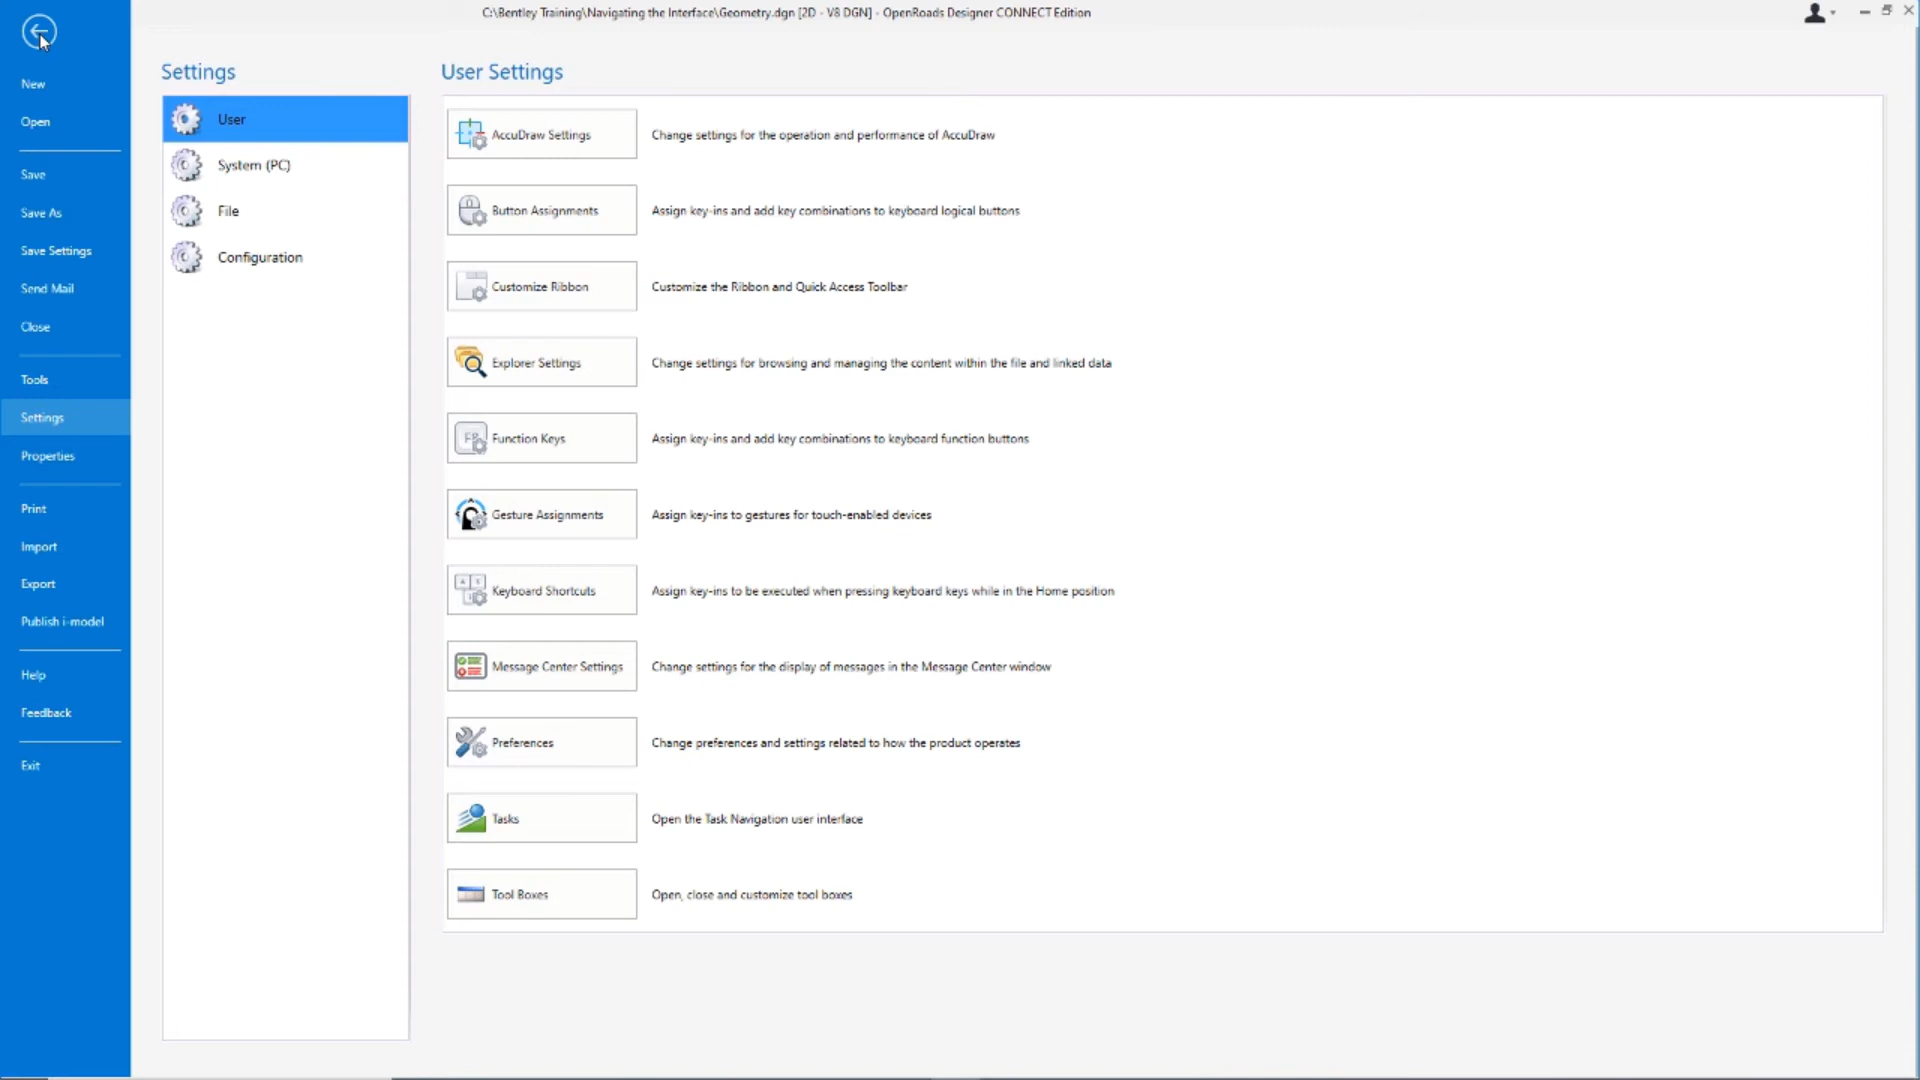 C:\Bentley Training\Navigating the Interface\Geometry.dgn [2D - V8 DGN] - OpenRoads Designer CONNECT Edition
New
Open
Save
Save As
Save Settings
Send Mail
Close
Tools
Settings
Properties
Print
Import
Export
Publish i-model
Help
Feedback
Exit
Settings
User
System (PC)
File
Configuration
User Settings
AccuDraw Settings Change settings for the operation and performance of AccuDraw
Button Assignments Assign key-ins and add key combinations to keyboard logical buttons
Customize Ribbon Customize the Ribbon and Quick Access Toolbar
Explorer Settings Change settings for browsing and managing the content within the file and linked data
Function Keys Assign key-ins and add key combinations to keyboard function buttons
Gesture Assignments Assign key-ins to gestures for touch-enabled devices
Keyboard Shortcuts Assign key-ins to be executed when pressing keyboard keys while in the Home position
Message Center Settings Change settings for the display of messages in the Message Center window
Preferences Change preferences and settings related to how the product operates
Tasks Open the Task Navigation user interface
Tool Boxes Open, close and customize tool boxes